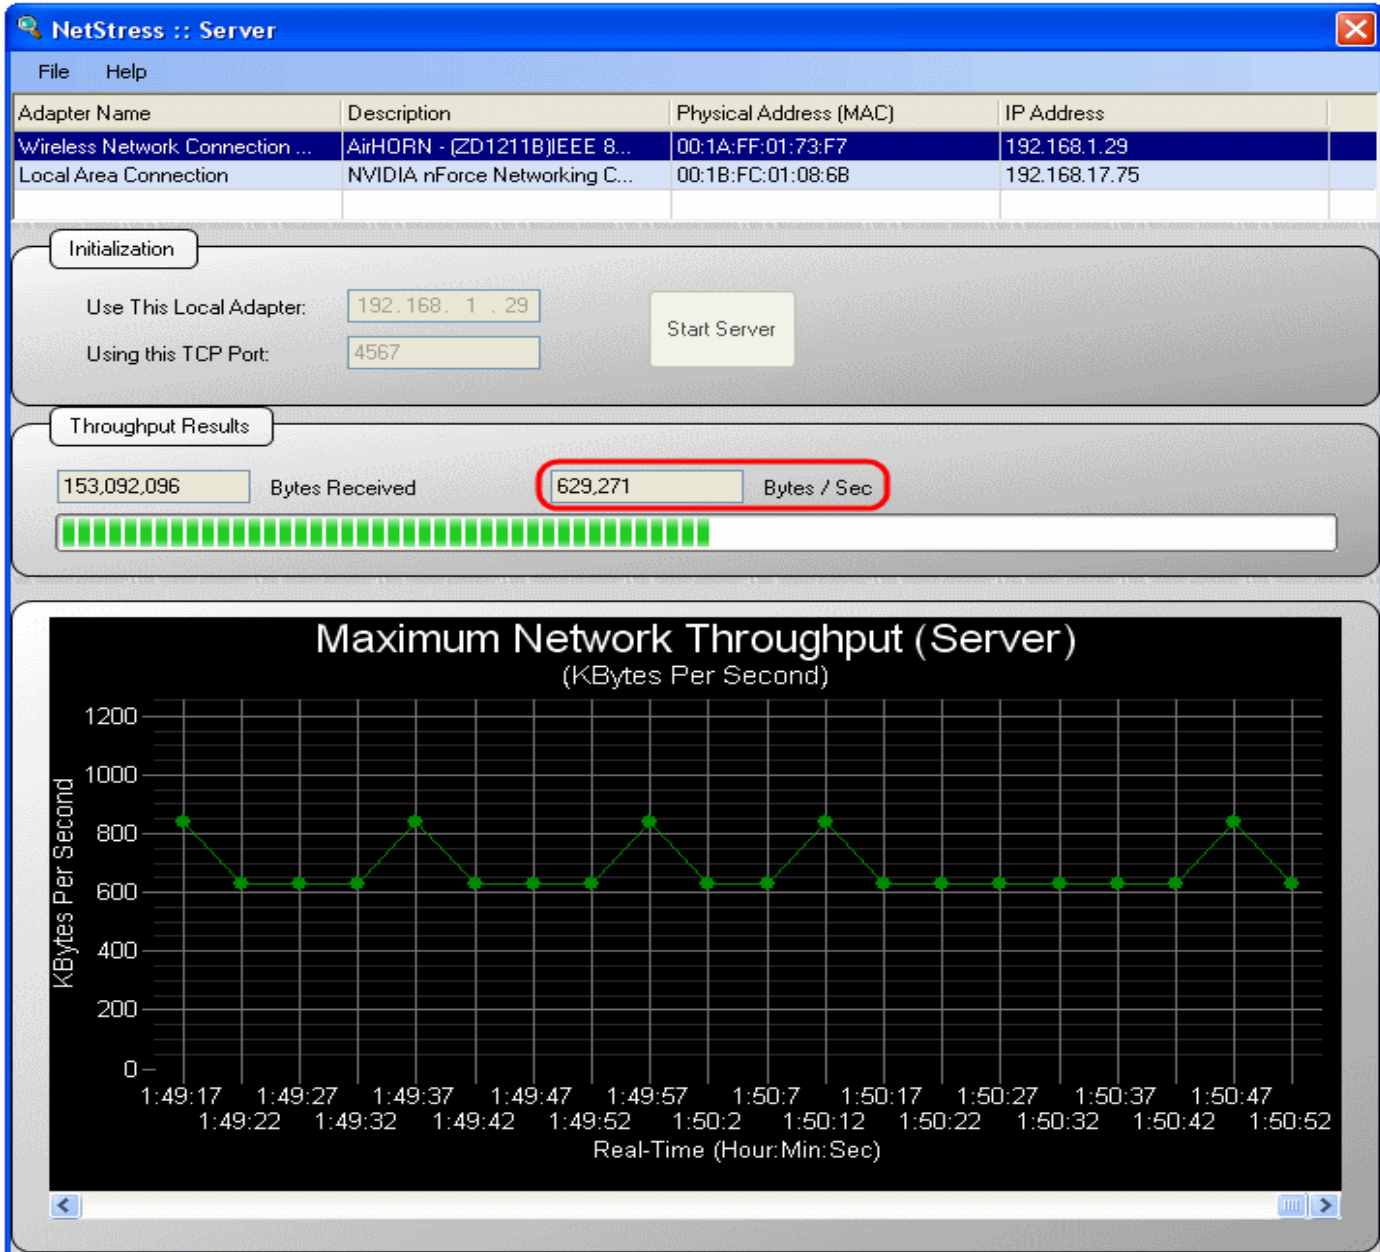 NetStress :: Server
File Help
Adapter Name Description Physical Address (MAC) IP Address
Wireless Network Connection ... AirHORN - (ZD1211B)IEEE 8... 00:1A:FF:01:73:F7 192.168.1.29
Local Area Connection NVIDIA nForce Networking C... 00:1B:FC:01:08:6B 192.168.17.75
Initialization
Use This Local Adapter: 192.168. 1 . 29
Start Server
Using this TCP Port: 4567
Throughput Results
153,092,096 Bytes Received 629,271 Bytes / Sec
Maximum Network Throughput (Server)
(KBytes Per Second)
KBytes Per Second
1200
1000
800
600
400
200
0
1:49:17 1:49:27 1:49:37 1:49:47 1:49:57 1:50:7 1:50:17 1:50:27 1:50:37 1:50:47
1:49:22 1:49:32 1:49:42 1:49:52 1:50:2 1:50:12 1:50:22 1:50:32 1:50:42 1:50:52
Real-Time (Hour:Min:Sec)